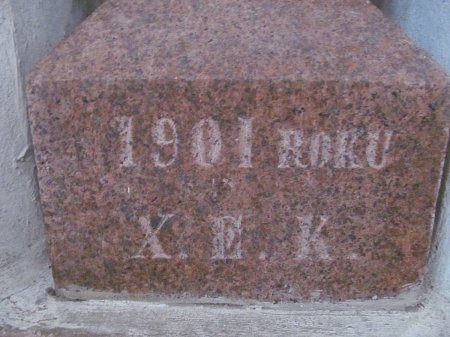 1901 ROKU
X. E. K.